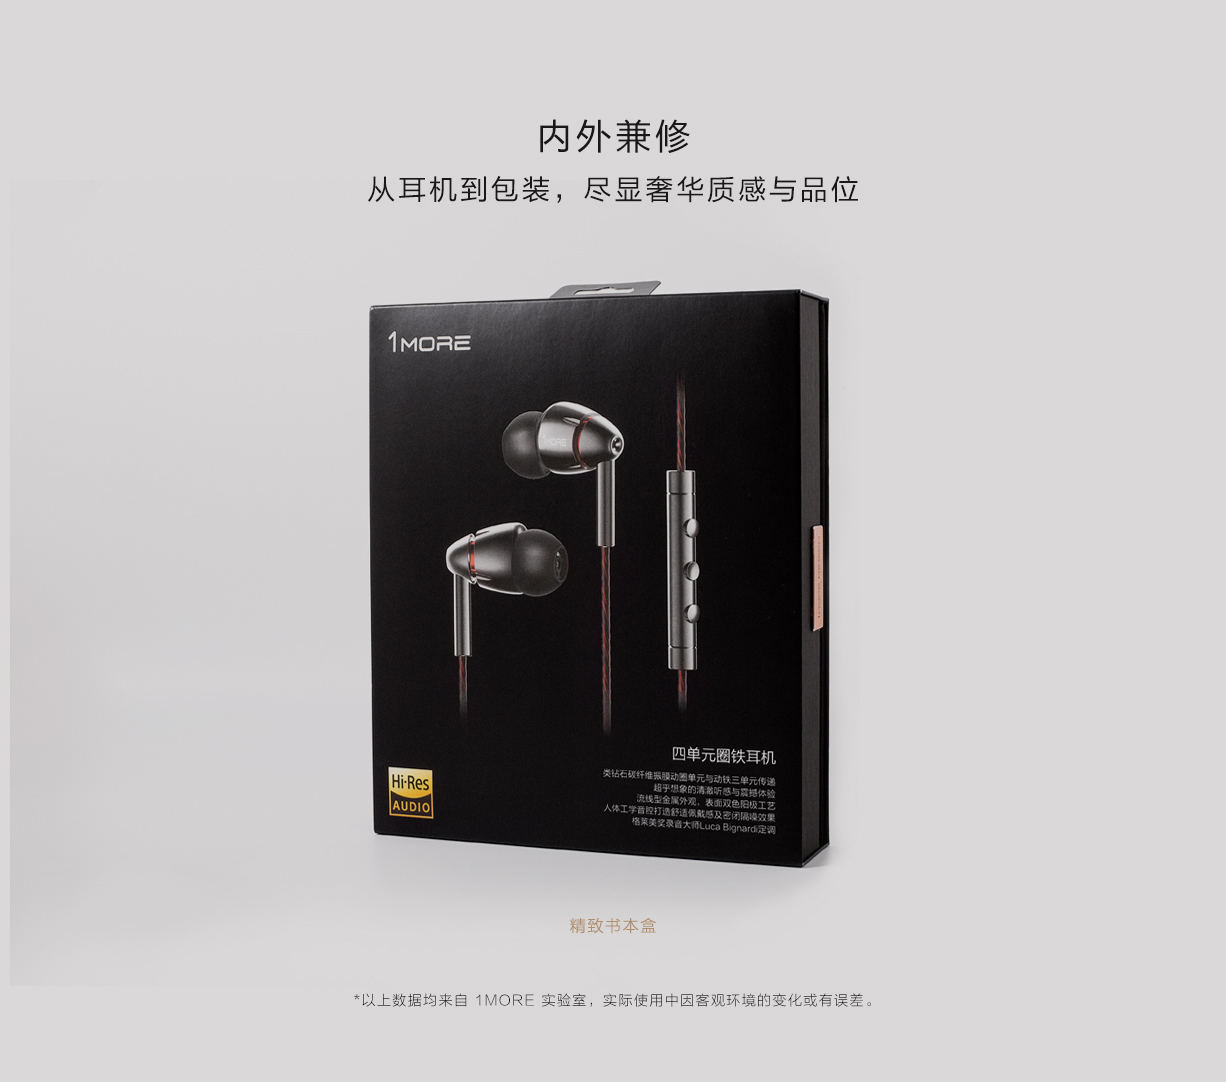 内外兼修
从耳机到包装，尽显奢华质感与品位
1MORE
1MORE
四单元圈铁耳机
类钻石碳纤维振膜动圈单元与动铁三单元传递
超乎想象的清澈听感与震撼体验
流线型金属外观，表面双色阳极工艺
人体工学音腔打造舒适佩戴感及密闭隔噪效果
格莱美奖录音大师Luca Bignardi定调
Hi-Res
AUDIO
精致书本盒
*以上数据均来自 1MORE 实验室，实际使用中因客观环境的变化或有误差。